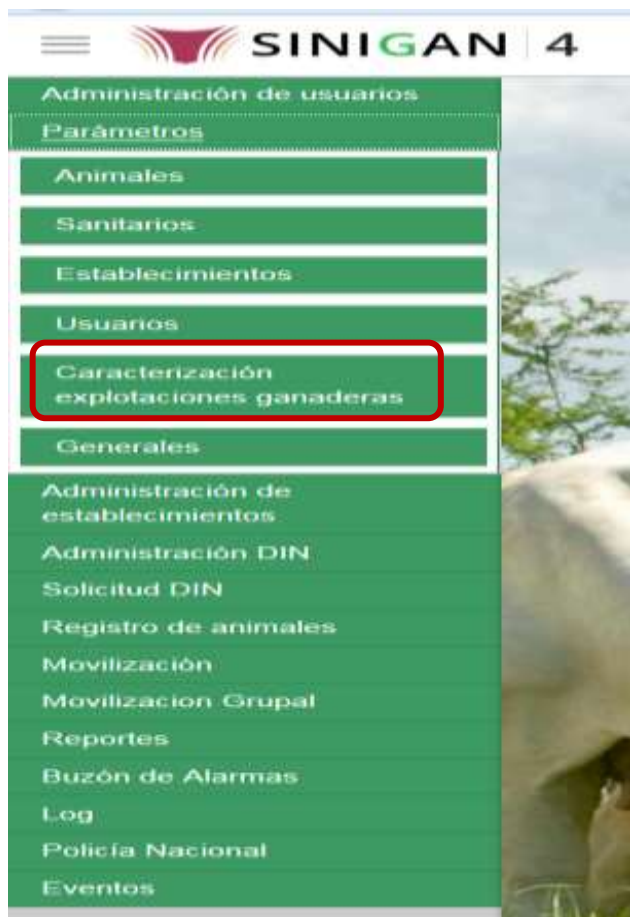 SINIGAN 4
Administración de usuarios
Parámetros
Animales
Sanitarios
Establecimientos
Usuarios
Caracterización
explotaciones ganaderas
Generales
Administración de
establecimientos
Administración DIN
Solicitud DIN
Registro de animales
Movilización
Movilizacion Grupal
Reportes
Buzón de Alarmas
Log
Policía Nacional
Eventos